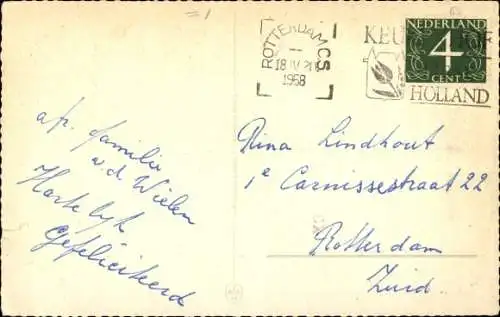 ROTTERDAM C.S.
18 IV 20
1958
KEU
HOLLAND
NEDERLAND
4
CENT
afz. familie
v.d. Wielen
Hartelijk
Gefeliciteerd
Rina Lindhout
1e Carnissestraat 22
Rotterdam
Zuid.